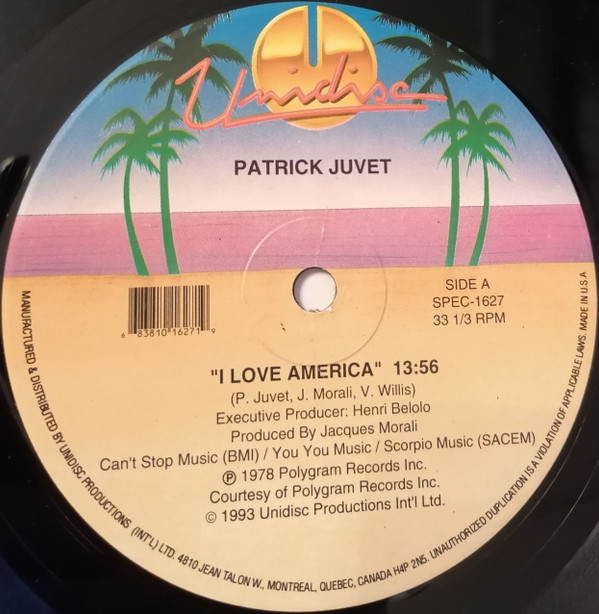 Unidisc
PATRICK JUVET
SIDE A
SPEC-1627
33 1/3 RPM
6 83810 16271 9
"I LOVE AMERICA" 13:56
(P. Juvet, J. Morali, V. Willis)
Executive Producer: Henri Belolo
Produced By Jacques Morali
Can't Stop Music (BMI) / You You Music / Scorpio Music (SACEM)
℗ 1978 Polygram Records Inc.
Courtesy of Polygram Records Inc.
© 1993 Unidisc Productions Int'l Ltd.
MANUFACTURED & DISTRIBUTED BY UNIDISC PRODUCTIONS (INT'L) LTD. 4810 JEAN TALON W., MONTREAL, QUEBEC, CANADA H4P 2N5. UNAUTHORIZED DUPLICATION IS A VIOLATION OF APPLICABLE LAWS. MADE IN U.S.A